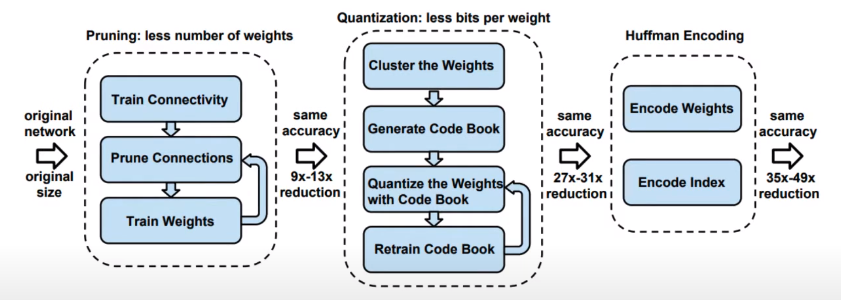 Pruning: less number of weights
Quantization: less bits per weight
Huffman Encoding
original
network
original
size
Train Connectivity
Prune Connections
Train Weights
same
accuracy
9x-13x
reduction
Cluster the Weights
Generate Code Book
Quantize the Weights
with Code Book
Retrain Code Book
same
accuracy
27x-31x
reduction
Encode Weights
Encode Index
same
accuracy
35x-49x
reduction